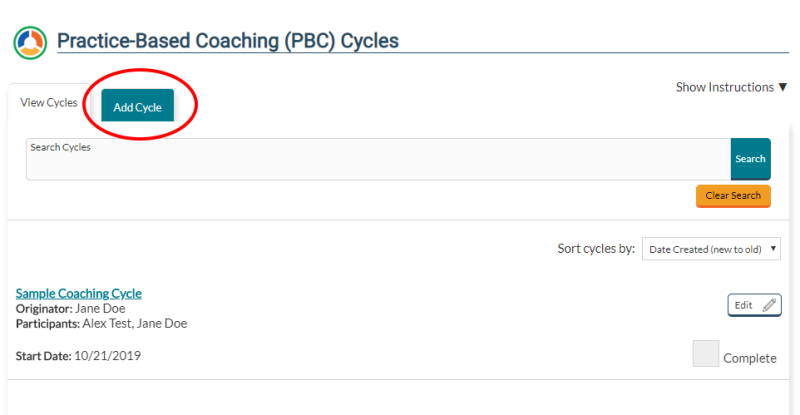 Practice-Based Coaching (PBC) Cycles
Show Instructions ▼
View Cycles
Add Cycle
Search Cycles
Search
Clear Search
Sort cycles by: Date Created (new to old) ▼
Sample Coaching Cycle
Edit
Originator: Jane Doe
Participants: Alex Test, Jane Doe
Start Date: 10/21/2019
Complete